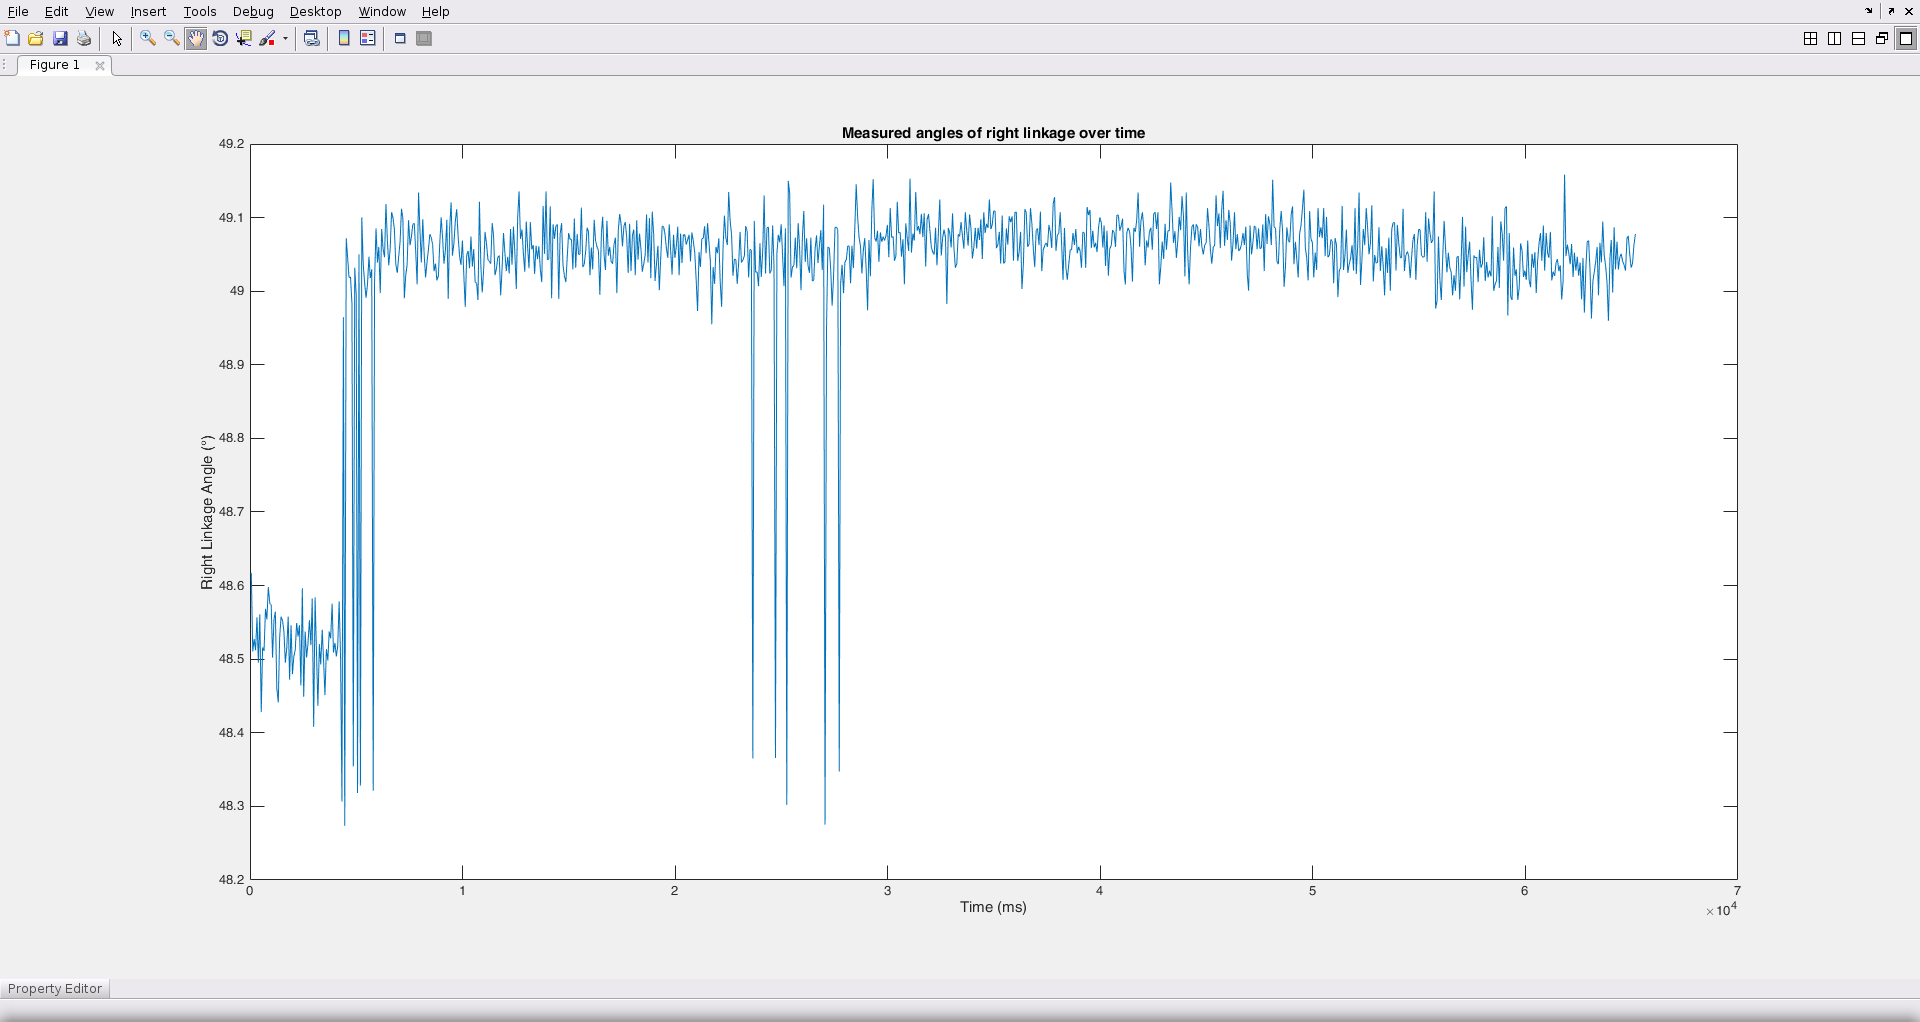 File Edit View Insert Tools Debug Desktop Window Help
Figure 1
Measured angles of right linkage over time
49.2
49.1
49
48.9
48.8
48.7
48.6
48.5
48.4
48.3
48.2
Right Linkage Angle (°)
0 1 2 3 4 5 6 7
Time (ms)
×10⁴
Property Editor